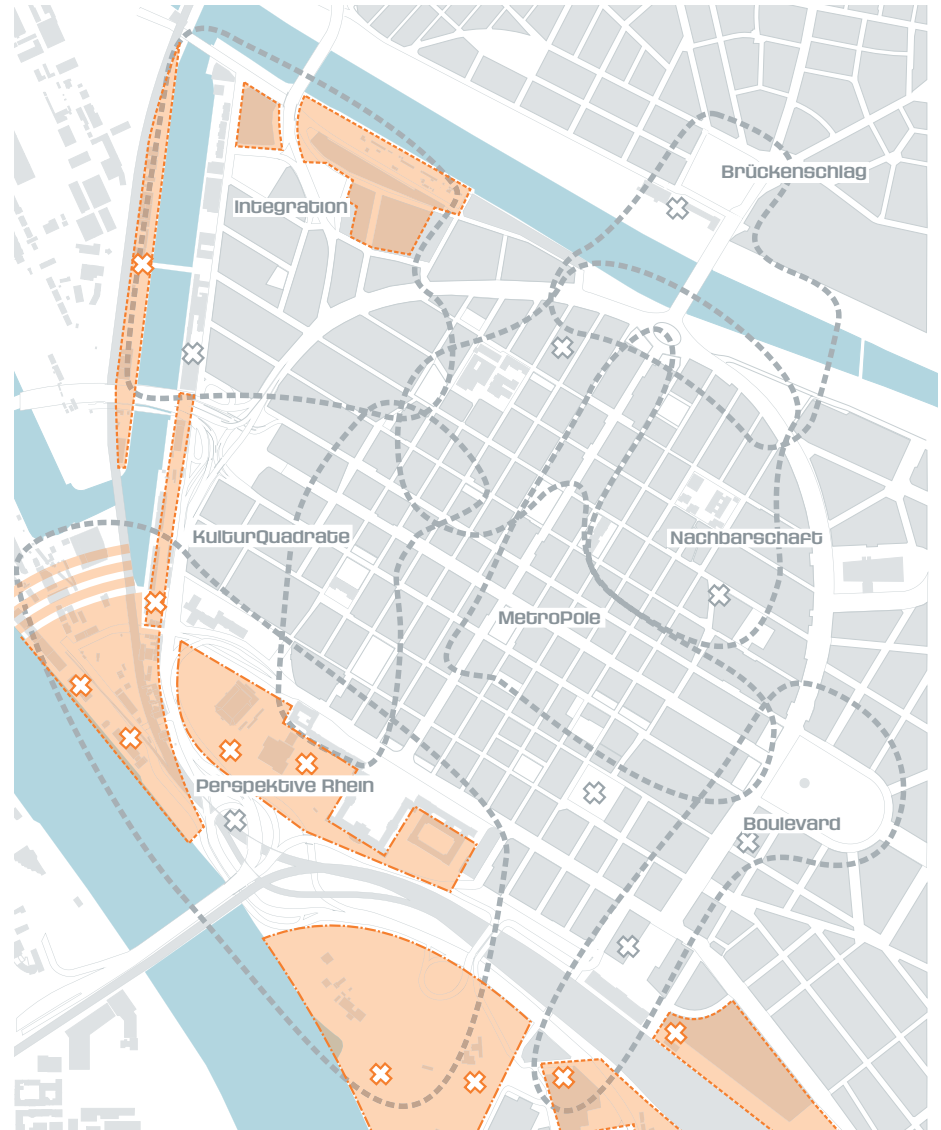 Brückenschlag
Integration
KulturQuadrate
Nachbarschaft
MetroPole
Perspektive Rhein
Boulevard